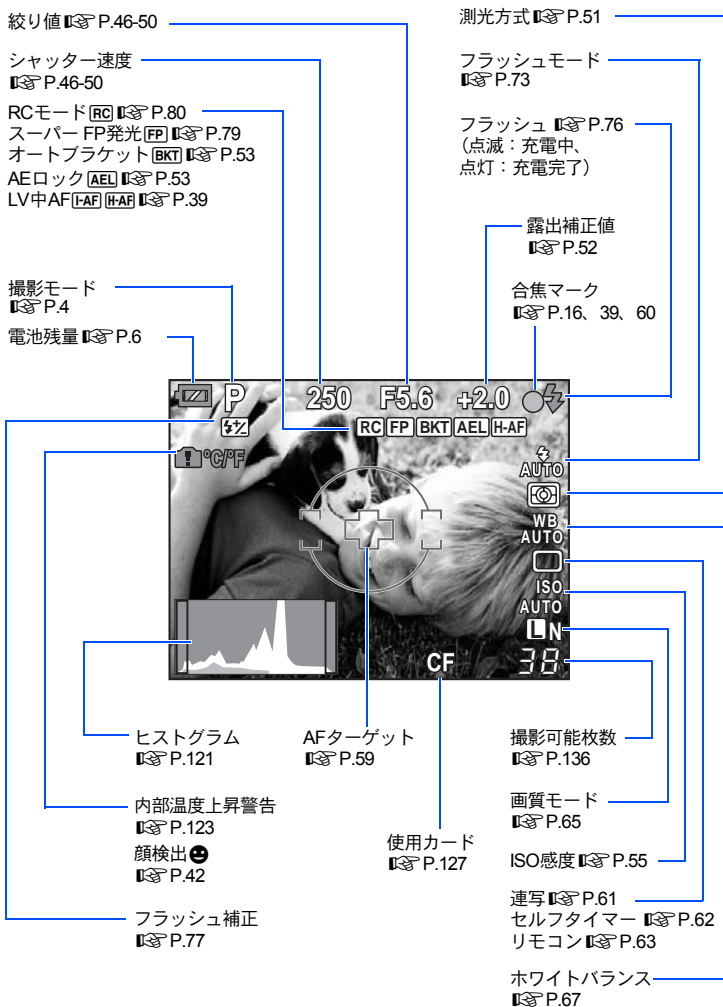 絞り値☞P.46-50
シャッター速度
☞P.46-50
RCモード RC ☞P.80
スーパー FP発光 FP ☞P.79
オートブラケット BKT ☞P.53
AEロック AEL ☞P.53
LV中AF I-AF H-AF ☞P.39
撮影モード
☞P.4
電池残量☞P.6
測光方式☞P.51
フラッシュモード
☞P.73
フラッシュ ☞P.76
(点滅:充電中、
点灯:充電完了)
露出補正値
☞P.52
合焦マーク
☞P.16、39、60
P 250 F5.6 +2.0
RC FP BKT AEL H-AF
°C/°F
AUTO
WB
AUTO
ISO
AUTO
L N
CF 38
ヒストグラム
☞P.121
内部温度上昇警告
☞P.123
顔検出
☞P.42
フラッシュ補正
☞P.77
AFターゲット
☞P.59
使用カード
☞P.127
撮影可能枚数
☞P.136
画質モード
☞P.65
ISO感度☞P.55
連写☞P.61
セルフタイマー ☞P.62
リモコン☞P.63
ホワイトバランス
☞P.67